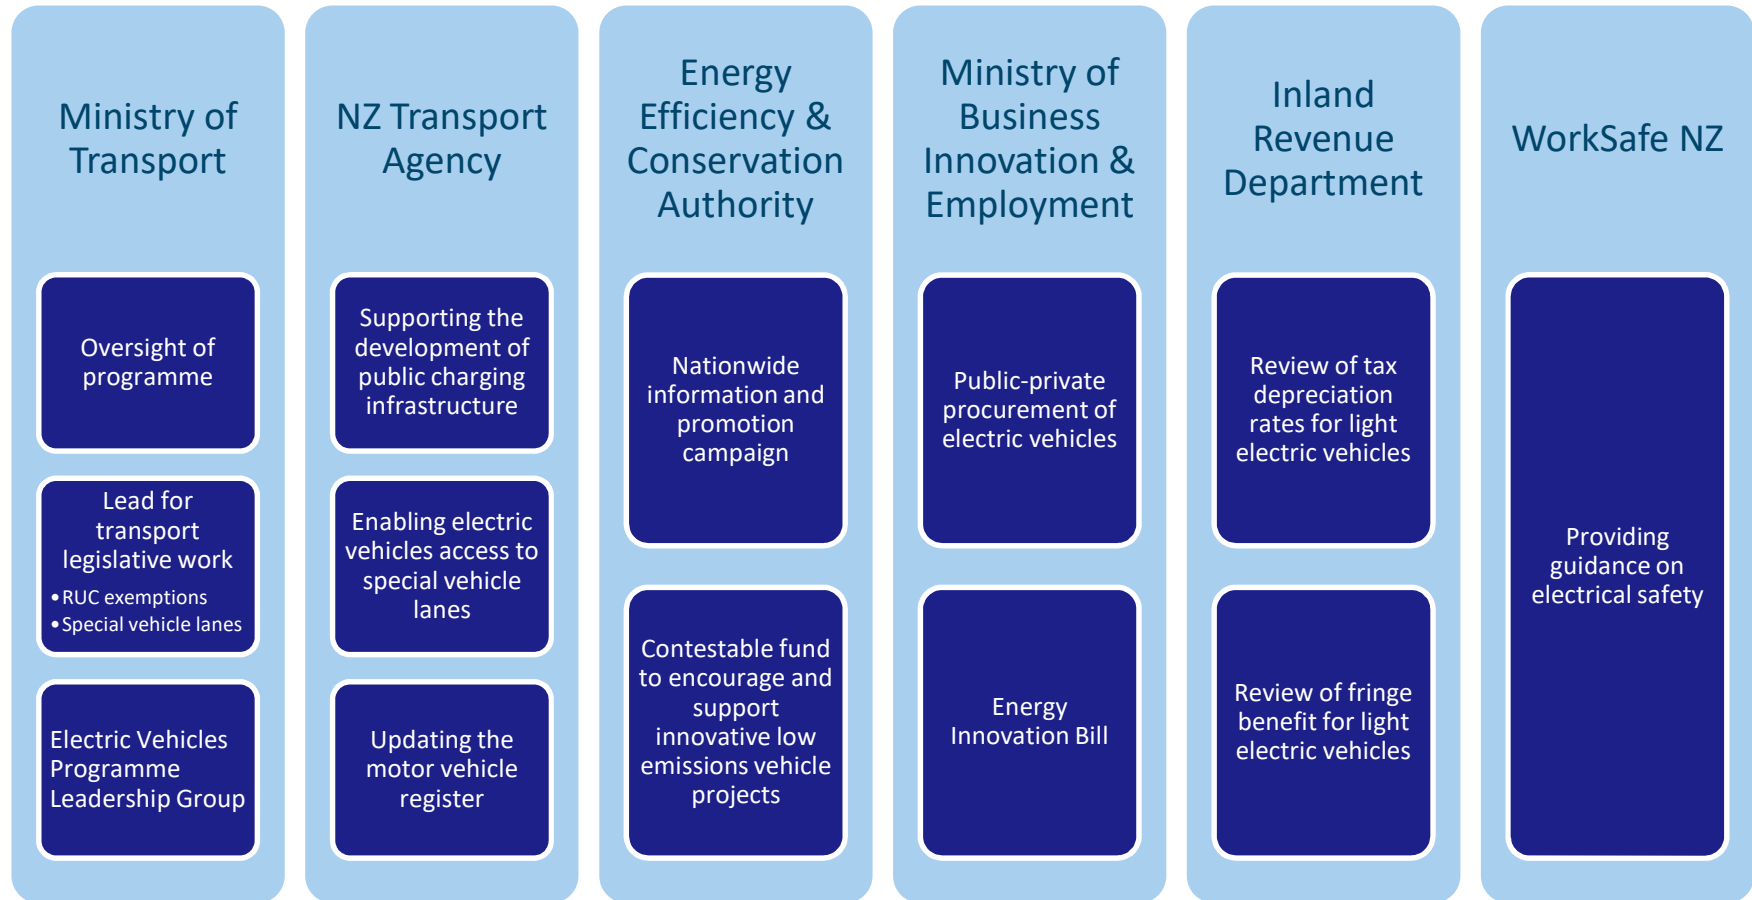 Ministry of
Transport
Oversight of
programme
Lead for
transport
legislative work
•RUC exemptions
•Special vehicle lanes
Electric Vehicles
Programme
Leadership Group
NZ Transport
Agency
Supporting the
development of
public charging
infrastructure
Enabling electric
vehicles access to
special vehicle
lanes
Updating the
motor vehicle
register
Energy
Efficiency &
Conservation
Authority
Nationwide
information and
promotion
campaign
Contestable fund
to encourage and
support
innovative low
emissions vehicle
projects
Ministry of
Business
Innovation &
Employment
Public-private
procurement of
electric vehicles
Energy
Innovation Bill
Inland
Revenue
Department
Review of tax
depreciation
rates for light
electric vehicles
Review of fringe
benefit for light
electric vehicles
WorkSafe NZ
Providing
guidance on
electrical safety